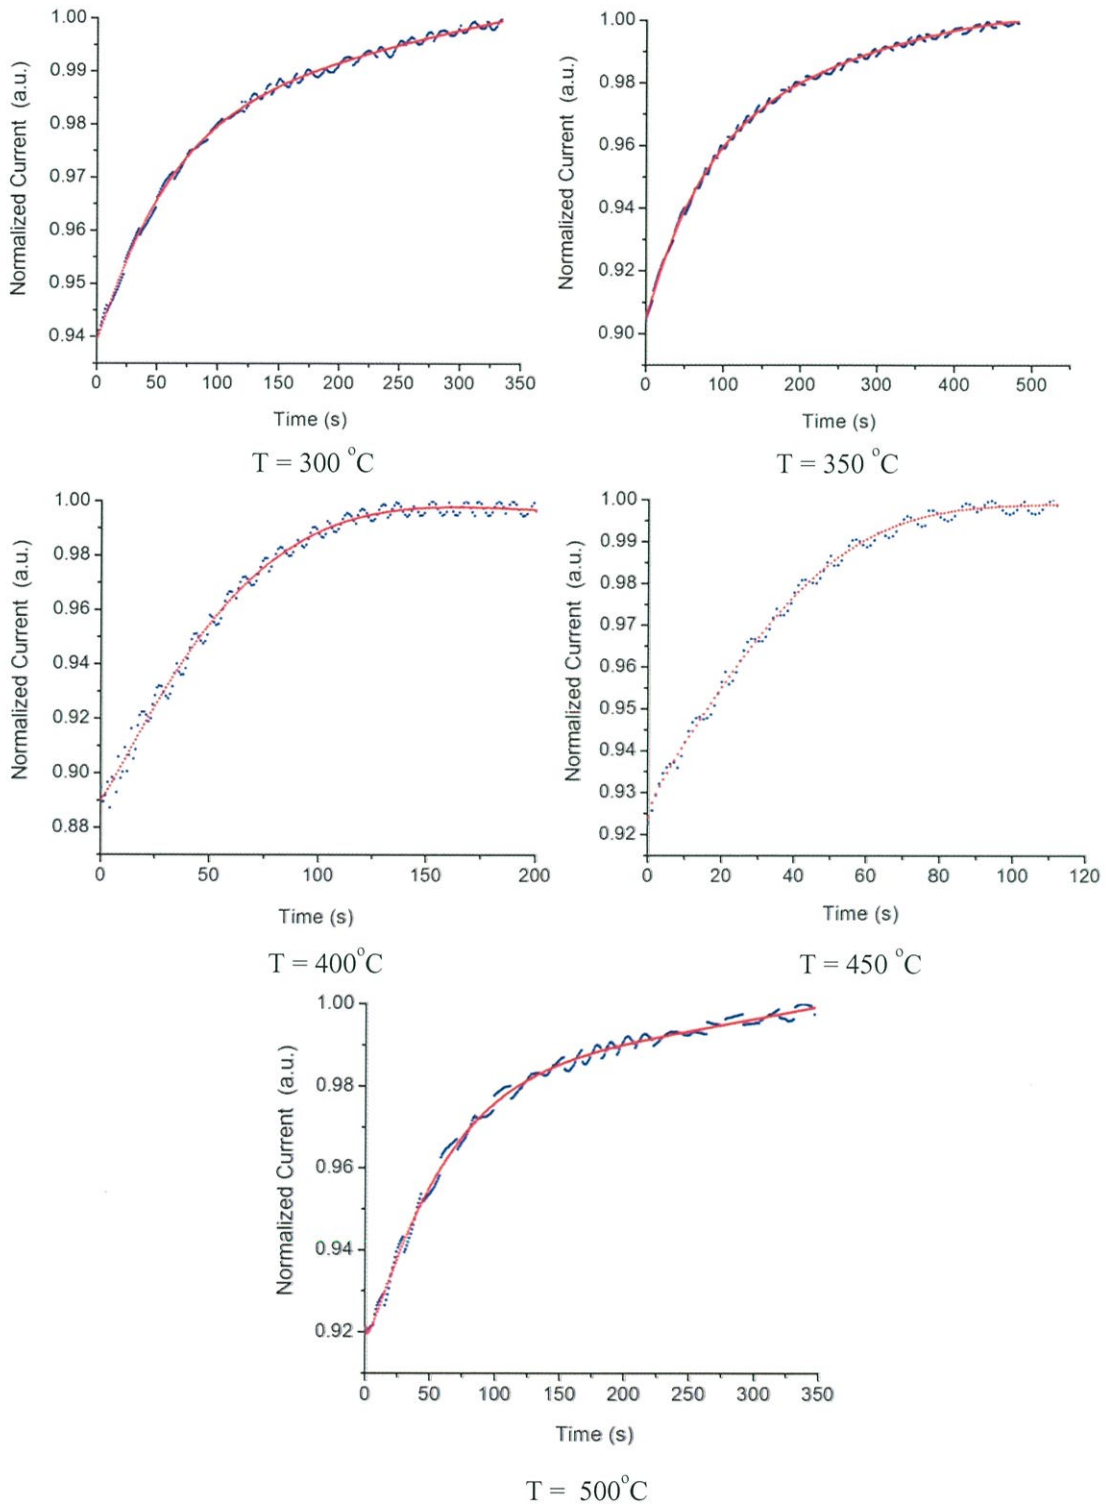 1.00
0.99
0.98
0.97
0.96
0.95
0.94
Normalized Current (a.u.)
0 50 100 150 200 250 300 350
Time (s)
T = 300 °C
1.00
0.98
0.96
0.94
0.92
0.90
Normalized Current (a.u.)
0 100 200 300 400 500
Time (s)
T = 350 °C
1.00
0.98
0.96
0.94
0.92
0.90
0.88
Normalized Current (a.u.)
0 50 100 150 200
Time (s)
T = 400°C
1.00
0.99
0.98
0.97
0.96
0.95
0.94
0.93
0.92
Normalized Current (a.u.)
0 20 40 60 80 100 120
Time (s)
T = 450 °C
1.00
0.98
0.96
0.94
0.92
Normalized Current (a.u.)
0 50 100 150 200 250 300 350
Time (s)
T = 500°C